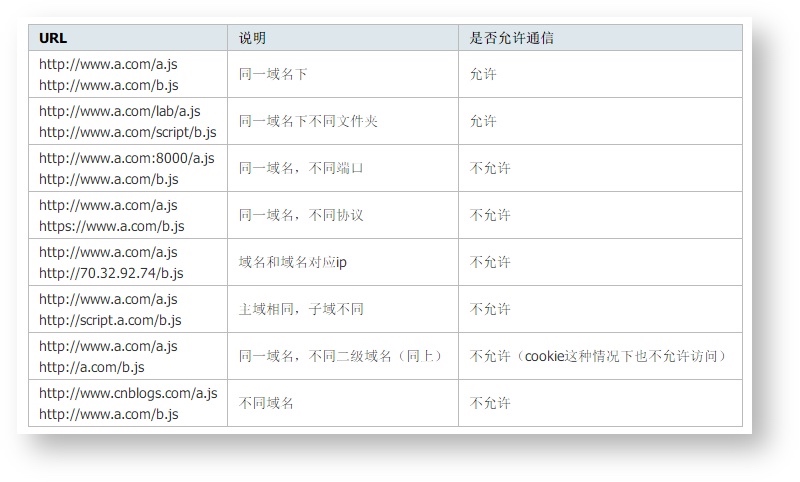 URL 说明 是否允许通信
http://www.a.com/a.js
http://www.a.com/b.js
同一域名下
允许
http://www.a.com/lab/a.js
http://www.a.com/script/b.js
同一域名下不同文件夹
允许
http://www.a.com:8000/a.js
http://www.a.com/b.js
同一域名，不同端口
不允许
http://www.a.com/a.js
https://www.a.com/b.js
同一域名，不同协议
不允许
http://www.a.com/a.js
http://70.32.92.74/b.js
域名和域名对应ip
不允许
http://www.a.com/a.js
http://script.a.com/b.js
主域相同，子域不同
不允许
http://www.a.com/a.js
http://a.com/b.js
同一域名，不同二级域名（同上）
不允许（cookie这种情况下也不允许访问）
http://www.cnblogs.com/a.js
http://www.a.com/b.js
不同域名
不允许